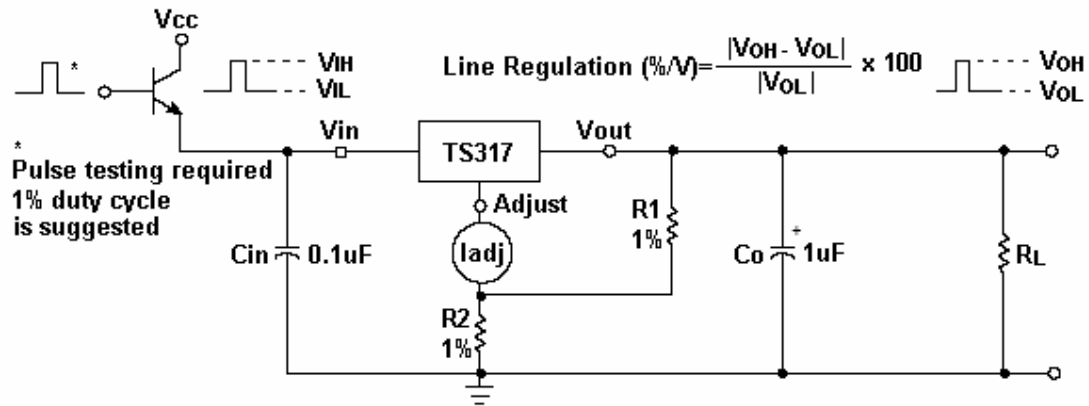 Vcc
*
VIH
VIL
Line Regulation (%/V)= |VOH - VOL| / |VOL| x 100
VOH
VOL
*
Pulse testing required
1% duty cycle
is suggested
Vin
TS317
Vout
Adjust
Iadj
R1
1%
R2
1%
Cin
0.1uF
Co
+
1uF
RL